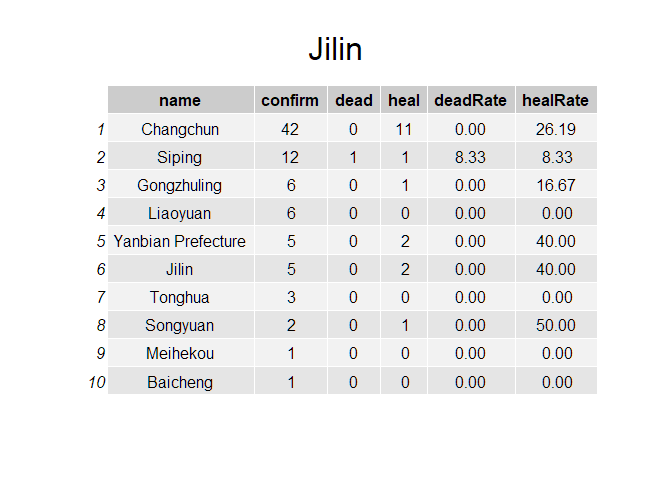 Jilin
name confirm dead heal deadRate healRate
1 Changchun 42 0 11 0.00 26.19
2 Siping 12 1 1 8.33 8.33
3 Gongzhuling 6 0 1 0.00 16.67
4 Liaoyuan 6 0 0 0.00 0.00
5 Yanbian Prefecture 5 0 2 0.00 40.00
6 Jilin 5 0 2 0.00 40.00
7 Tonghua 3 0 0 0.00 0.00
8 Songyuan 2 0 1 0.00 50.00
9 Meihekou 1 0 0 0.00 0.00
10 Baicheng 1 0 0 0.00 0.00